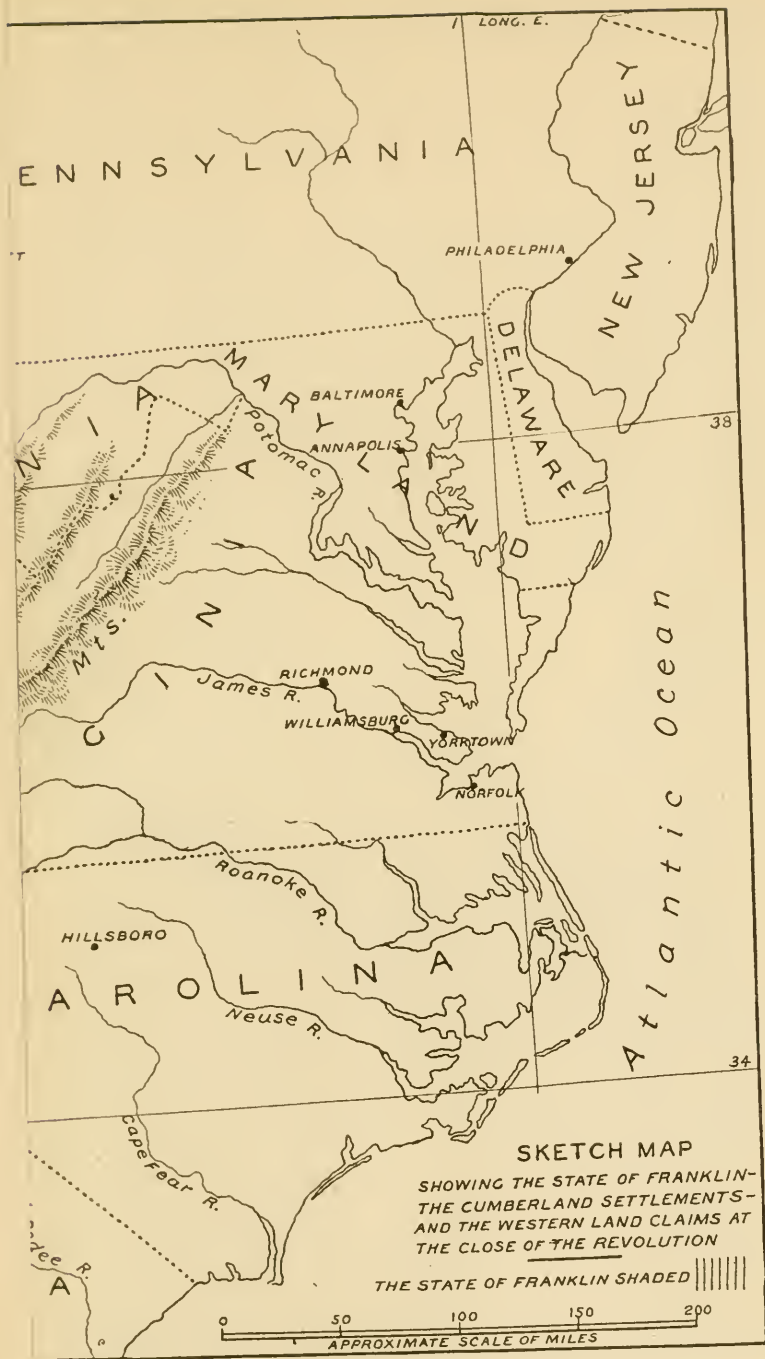 1 LONG. E.
ENNSYLVANIA
NEW JERSEY
PHILADELPHIA
DELAWARE
MARYLAND
BALTIMORE
ANNAPOLIS
38
Potomac R.
NIA
GINIA
Mts.
RICHMOND
James R.
WILLIAMSBURG
YORKTOWN
NORFOLK
Atlantic Ocean
Roanoke R.
HILLSBORO
AROLINA
Neuse R.
34
Cape Fear R.
A
SKETCH MAP
SHOWING THE STATE OF FRANKLIN-
THE CUMBERLAND SETTLEMENTS-
AND THE WESTERN LAND CLAIMS AT
THE CLOSE OF THE REVOLUTION
THE STATE OF FRANKLIN SHADED
0 50 100 150 200
APPROXIMATE SCALE OF MILES